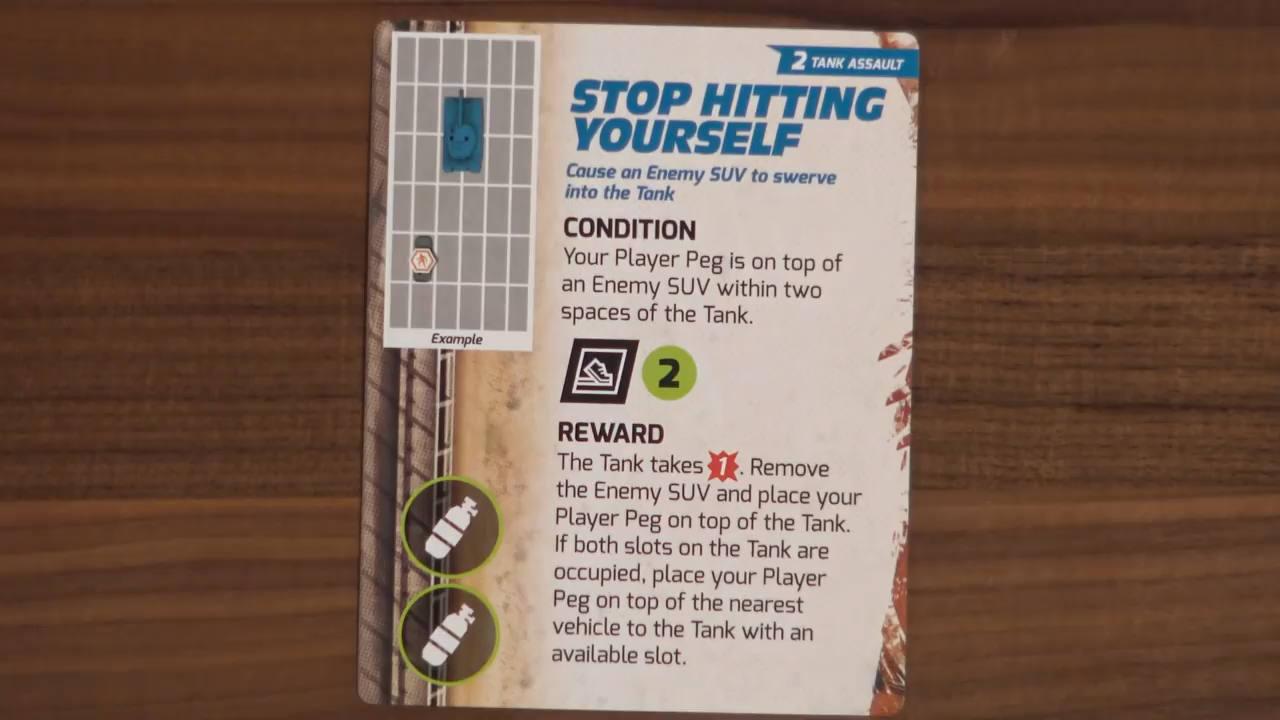 2 TANK ASSAULT
STOP HITTING
YOURSELF
Cause an Enemy SUV to swerve
into the Tank
CONDITION
Your Player Peg is on top of
an Enemy SUV within two
spaces of the Tank.
2
REWARD
The Tank takes 1. Remove
the Enemy SUV and place your
Player Peg on top of the Tank.
If both slots on the Tank are
occupied, place your Player
Peg on top of the nearest
vehicle to the Tank with an
available slot.
Example